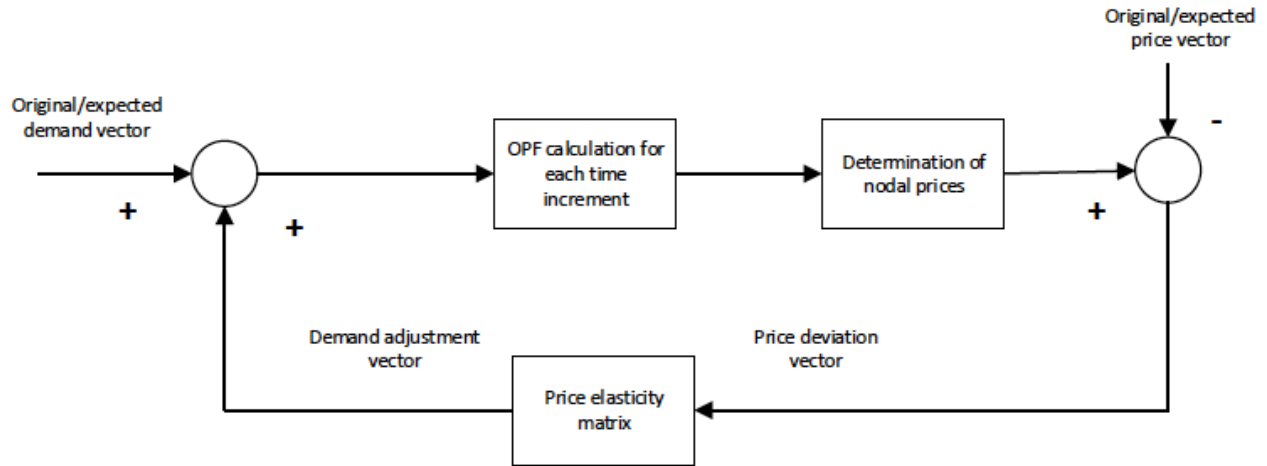 Original/expected
price vector
-
Original/expected
demand vector
+
+
OPF calculation for
each time
increment
Determination of
nodal prices
+
Demand adjustment
vector
Price deviation
vector
Price elasticity
matrix